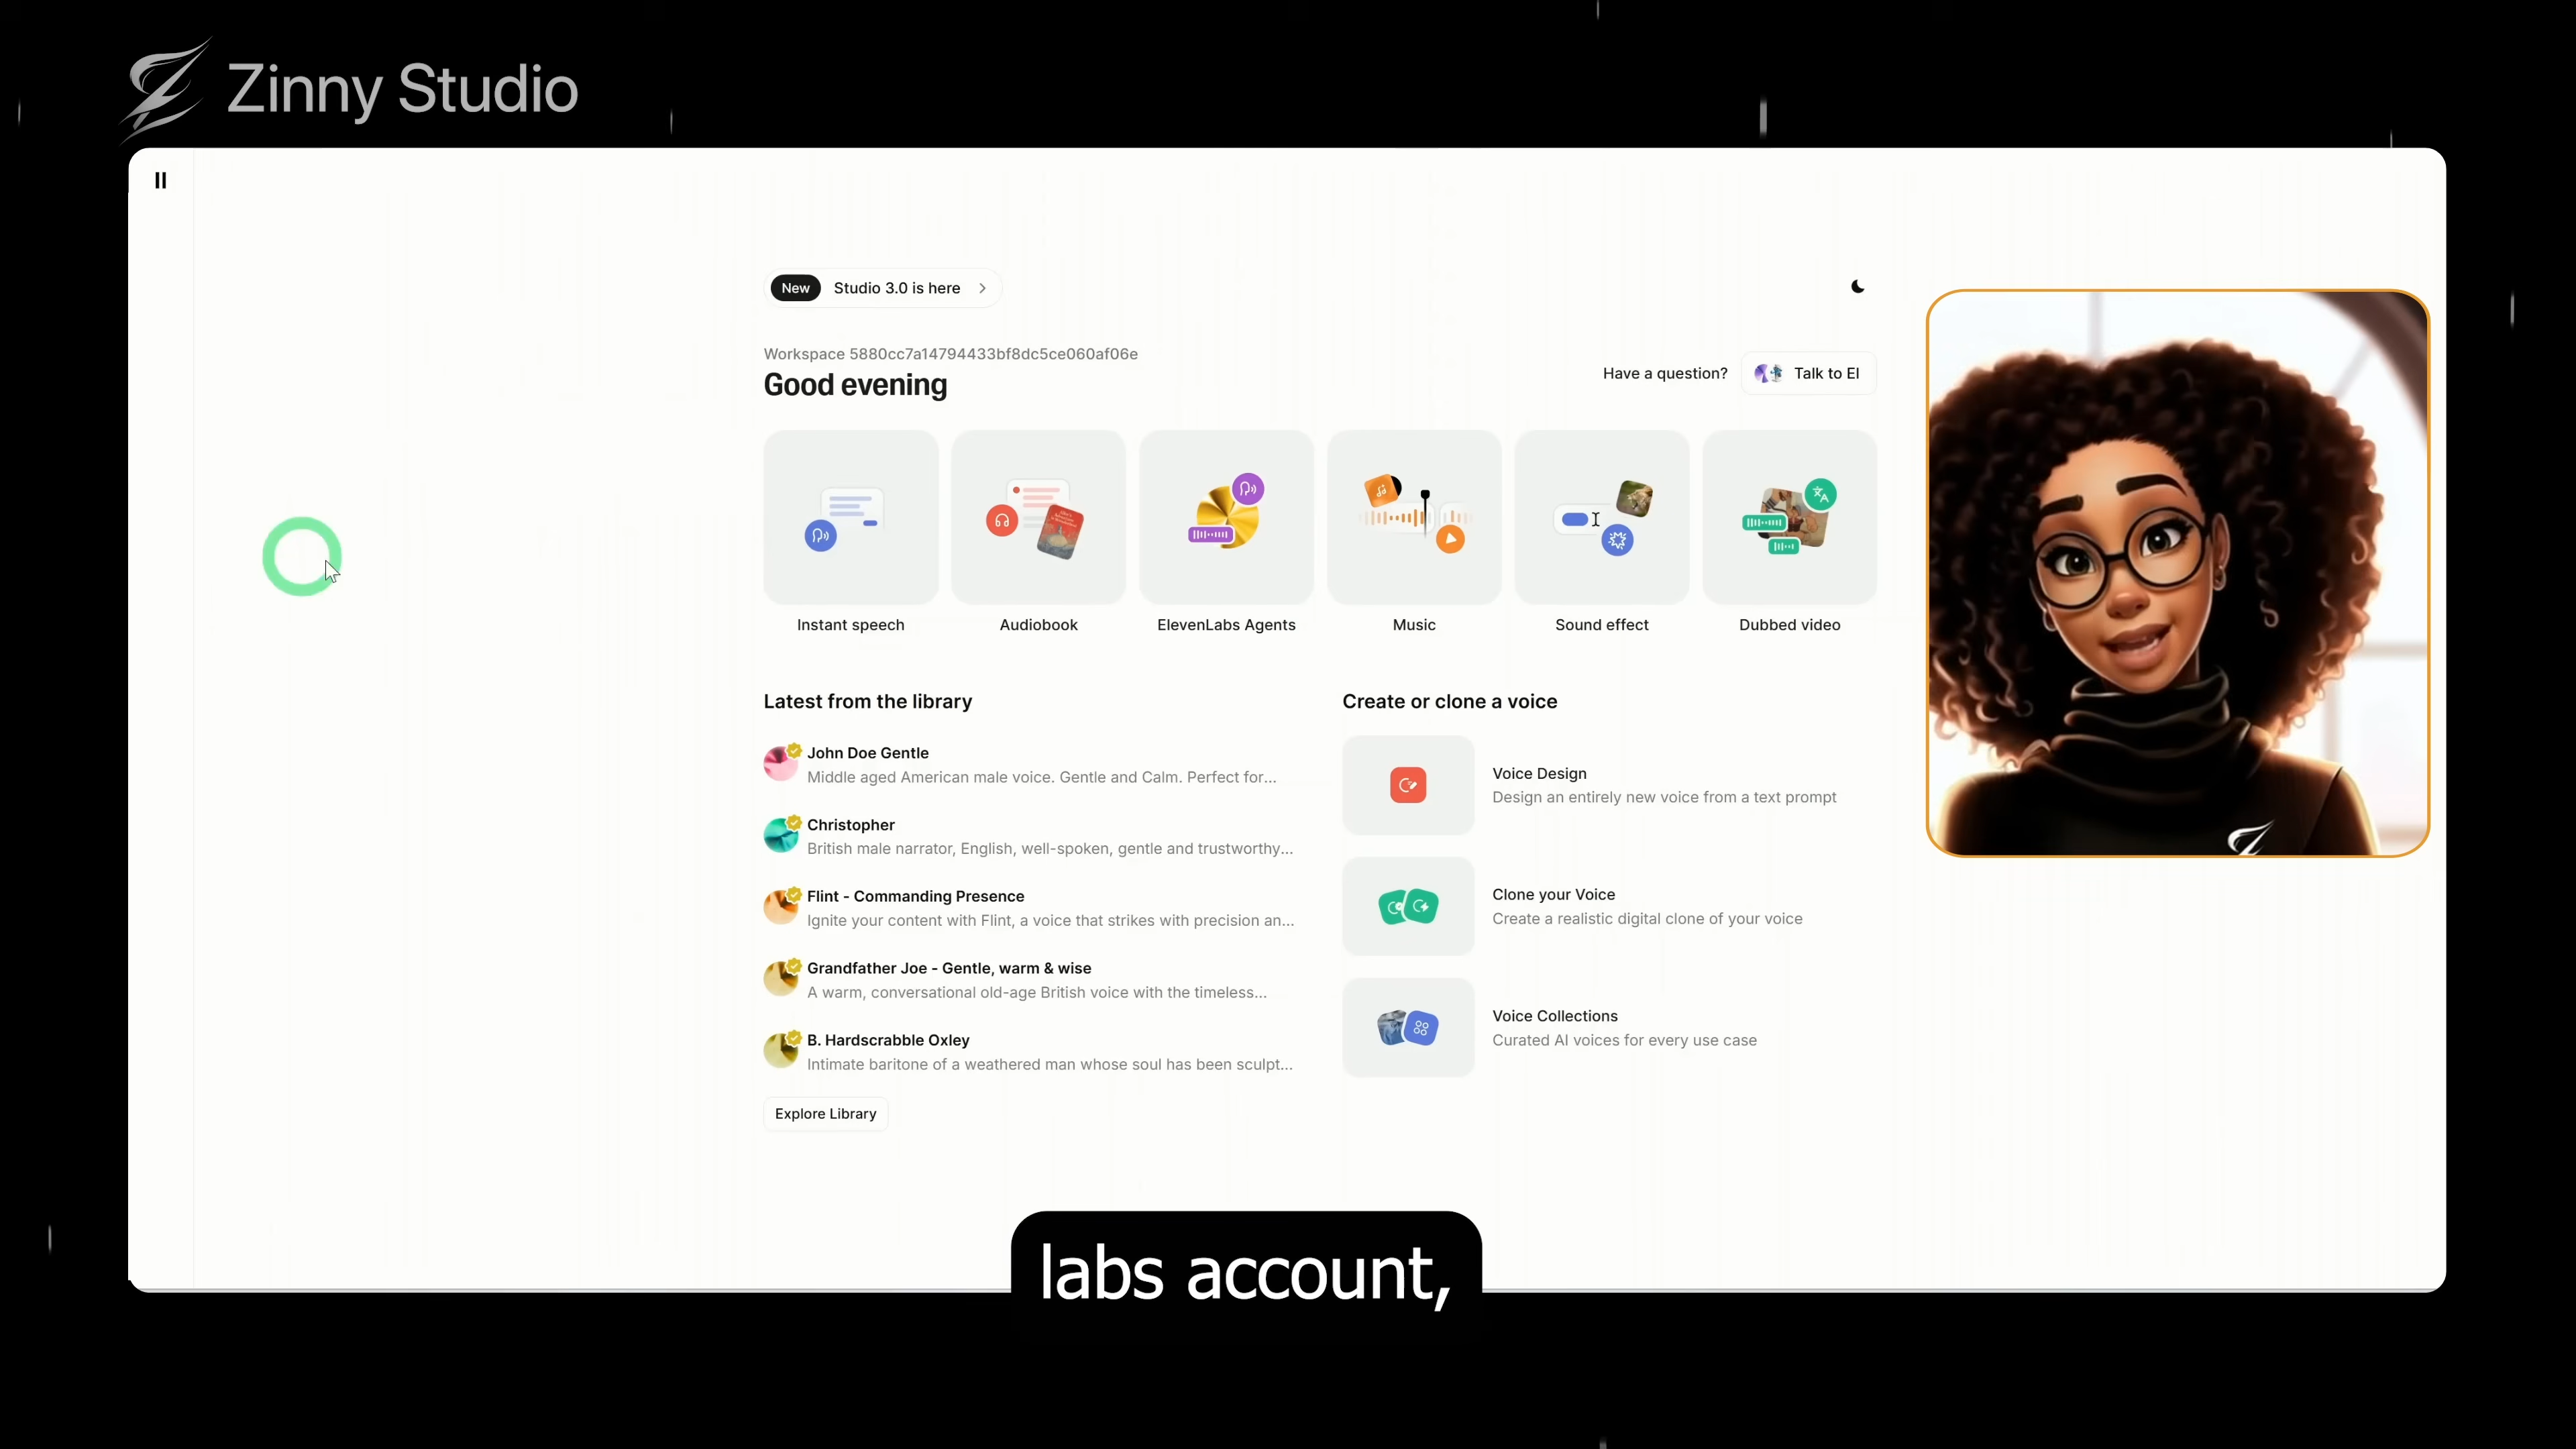 Zinny Studio
New Studio 3.0 is here
Workspace 5880cc7a14794433bf8dc5ce060af06e
Good evening
Have a question? Talk to El
Instant speech
Audiobook
ElevenLabs Agents
Music
Sound effect
Dubbed video
Latest from the library
John Doe Gentle
Middle aged American male voice. Gentle and Calm. Perfect for...
Christopher
British male narrator, English, well-spoken, gentle and trustworthy...
Flint - Commanding Presence
Ignite your content with Flint, a voice that strikes with precision an...
Grandfather Joe - Gentle, warm & wise
A warm, conversational old-age British voice with the timeless...
B. Hardscrabble Oxley
Intimate baritone of a weathered man whose soul has been sculpt...
Explore Library
Create or clone a voice
Voice Design
Design an entirely new voice from a text prompt
Clone your Voice
Create a realistic digital clone of your voice
Voice Collections
Curated AI voices for every use case
labs account,